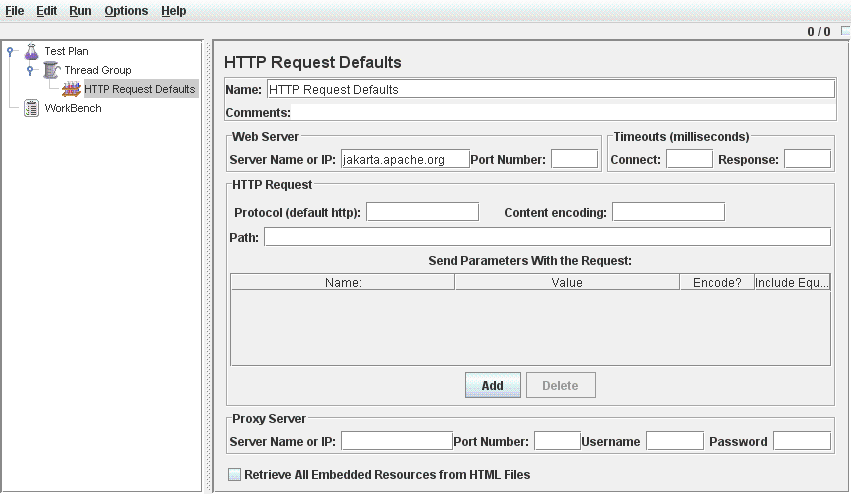 File Edit Run Options Help
0 / 0
Test Plan
Thread Group
HTTP Request Defaults
WorkBench
HTTP Request Defaults
Name: HTTP Request Defaults
Comments:
Web Server
Server Name or IP: jakarta.apache.org Port Number:
Timeouts (milliseconds)
Connect: Response:
HTTP Request
Protocol (default http): Content encoding:
Path:
Send Parameters With the Request:
Name: Value Encode? Include Equ...
Add Delete
Proxy Server
Server Name or IP: Port Number: Username Password
Retrieve All Embedded Resources from HTML Files